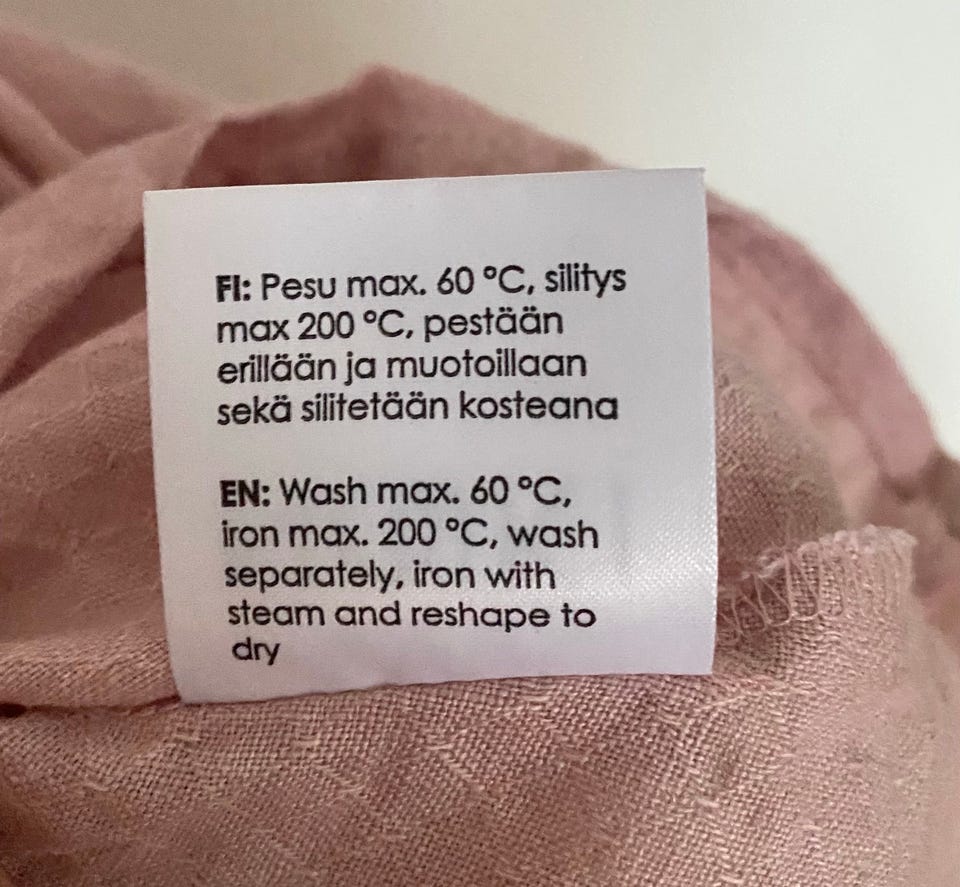 FI: Pesu max. 60 °C, silitys
max 200 °C, pestään
erillään ja muotoillaan
sekä silitetään kosteana
EN: Wash max. 60 °C,
iron max. 200 °C, wash
separately, iron with
steam and reshape to
dry